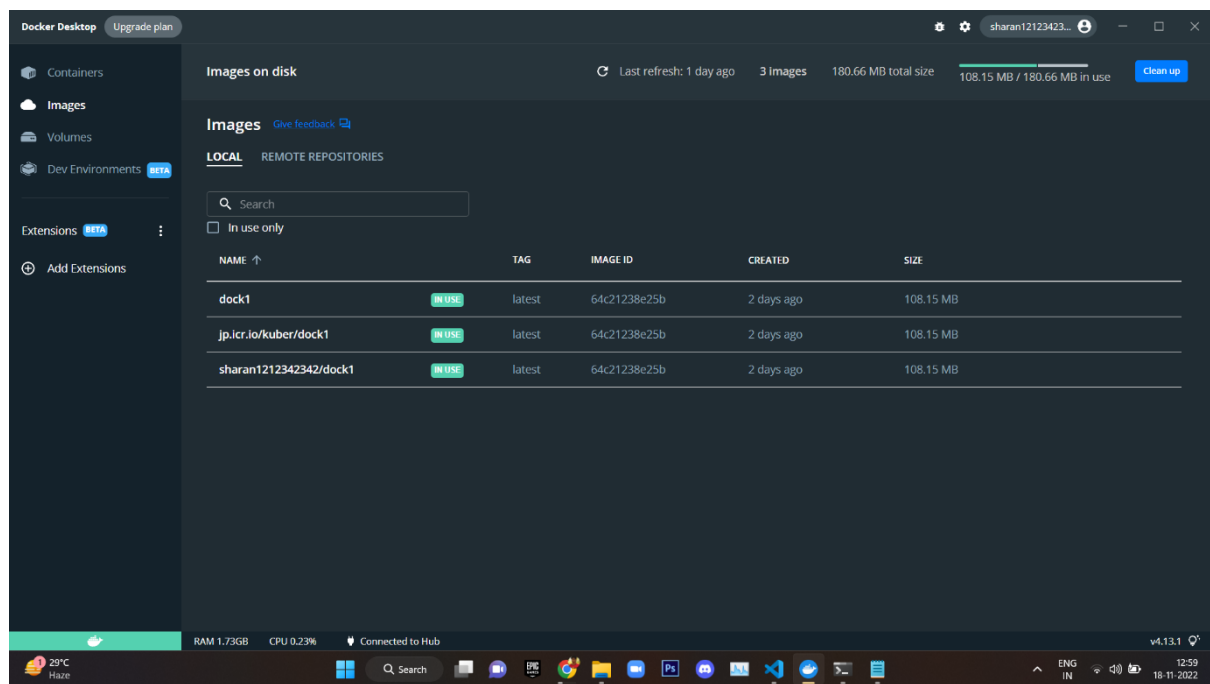 Docker Desktop Upgrade plan sharan12123423...
Containers
Images
Volumes
Dev Environments BETA
Extensions BETA
Add Extensions
Images on disk Last refresh: 1 day ago 3 images 180.66 MB total size 108.15 MB / 180.66 MB in use Clean up
Images Give feedback
LOCAL REMOTE REPOSITORIES
Search
In use only
NAME TAG IMAGE ID CREATED SIZE
dock1 IN USE latest 64c21238e25b 2 days ago 108.15 MB
jp.icr.io/kuber/dock1 IN USE latest 64c21238e25b 2 days ago 108.15 MB
sharan1212342342/dock1 IN USE latest 64c21238e25b 2 days ago 108.15 MB
RAM 1.73GB CPU 0.23% Connected to Hub v4.13.1
1 29°C Search EPIC GAMES Ps ENG 12:59
Haze IN 18-11-2022